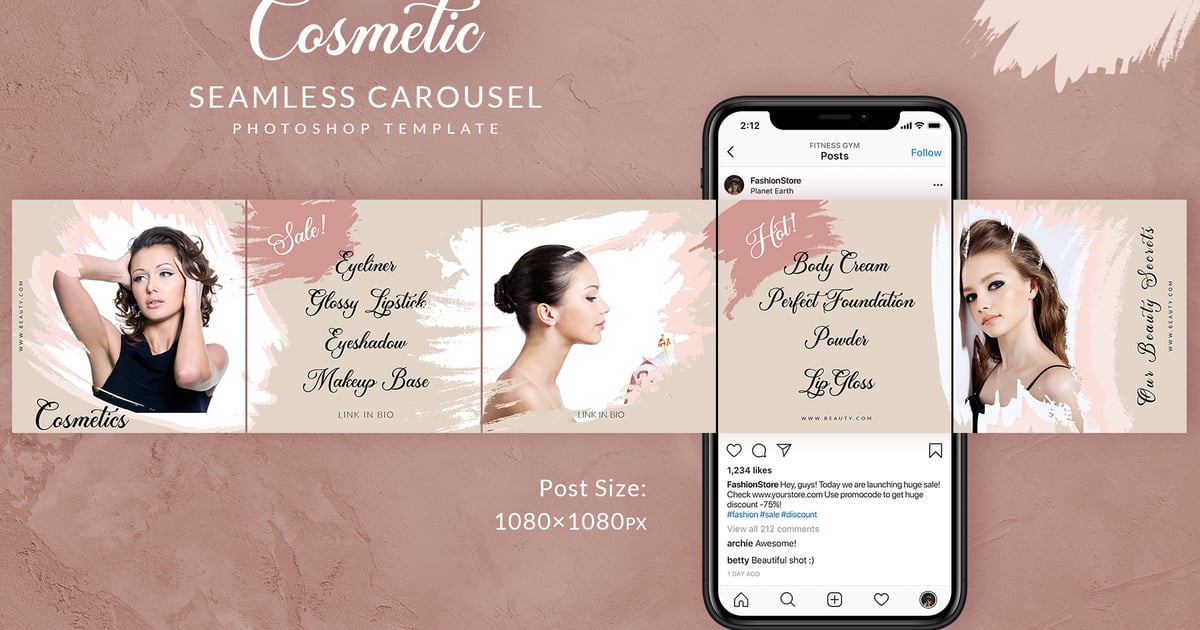 Cosmetic
SEAMLESS CAROUSEL
PHOTOSHOP TEMPLATE
2:12
FITNESS GYM
Posts
Follow
FashionStore
Planet Earth
WWW.BEAUTY.COM
Cosmetics
Sale!
Eyeliner
Glossy Lipstick
Eyeshadow
Makeup Base
LINK IN BIO
LINK IN BIO
Hot!
Body Cream
Perfect Foundation
Powder
Lip Gloss
WWW.BEAUTY.COM
Our Beauty Secrets
WWW.BEAUTY.COM
1,234 likes
FashionStore Hey, guys! Today we are launching huge sale!
Check www.yourstore.com Use promocode to get huge
discount -75%!
#fashion #sale #discount
View all 212 comments
archie Awesome!
betty Beautiful shot :)
1 DAY AGO
Post Size:
1080×1080PX